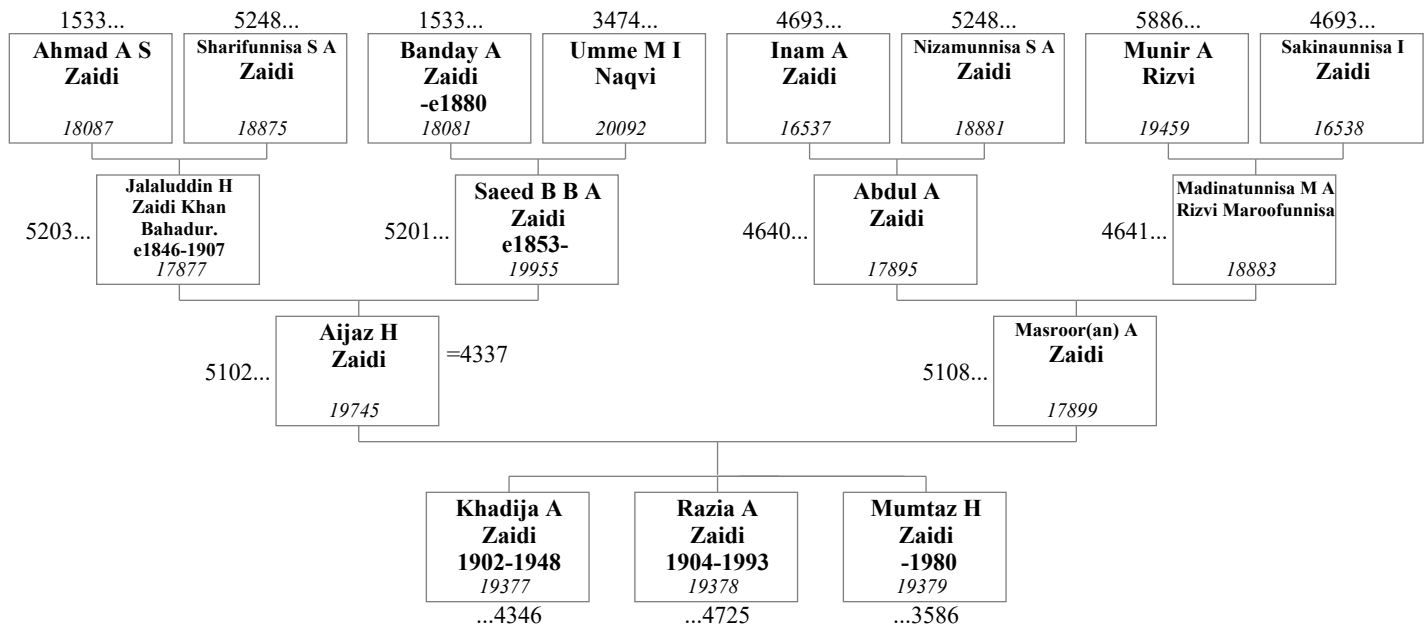 1533...
5248...
1533...
3474...
4693...
5248...
5886...
4693...
Ahmad A S
Zaidi
18087
Sharifunnisa S A
Zaidi
18875
Banday A
Zaidi
-e1880
18081
Umme M I
Naqvi
20092
Inam A
Zaidi
16537
Nizamunnisa S A
Zaidi
18881
Munir A
Rizvi
19459
Sakinaunnisa I
Zaidi
16538
5203...
Jalaluddin H
Zaidi Khan
Bahadur.
e1846-1907
17877
5201...
Saeed B B A
Zaidi
e1853-
19955
4640...
Abdul A
Zaidi
17895
4641...
Madinatunnisa M A
Rizvi Maroofunnisa
18883
5102...
Aijaz H
Zaidi
19745
=4337
5108...
Masroor(an) A
Zaidi
17899
Khadija A
Zaidi
1902-1948
19377
...4346
Razia A
Zaidi
1904-1993
19378
...4725
Mumtaz H
Zaidi
-1980
19379
...3586